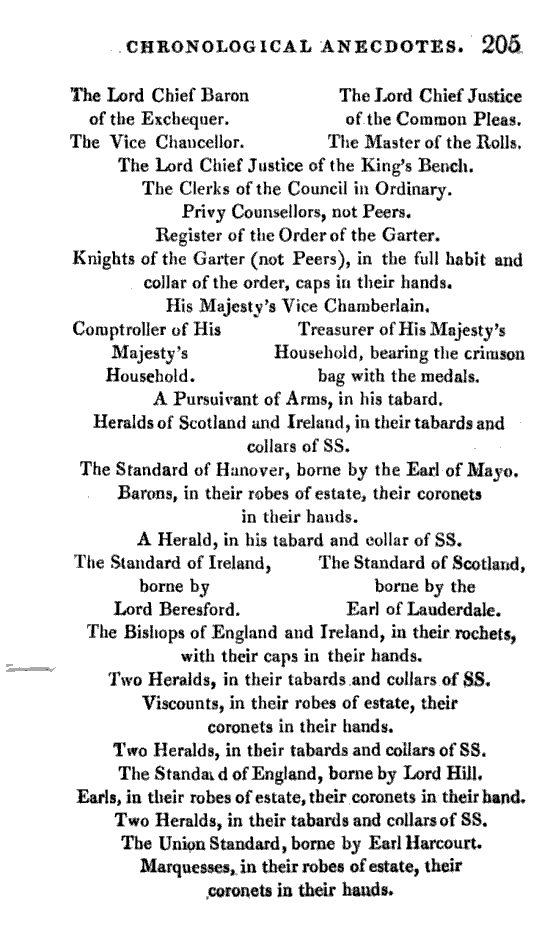 CHRONOLOGICAL ANECDOTES. 205
The Lord Chief Baron The Lord Chief Justice
of the Exchequer. of the Common Pleas.
The Vice Chancellor. The Master of the Rolls.
The Lord Chief Justice of the King's Bench.
The Clerks of the Council in Ordinary.
Privy Counsellors, not Peers.
Register of the Order of the Garter.
Knights of the Garter (not Peers), in the full habit and
collar of the order, caps in their hands.
His Majesty's Vice Chamberlain.
Comptroller of His Treasurer of His Majesty's
Majesty's Household, bearing the crimson
Household. bag with the medals.
A Pursuivant of Arms, in his tabard.
Heralds of Scotland and Ireland, in their tabards and
collars of SS.
The Standard of Hanover, borne by the Earl of Mayo.
Barons, in their robes of estate, their coronets
in their hands.
A Herald, in his tabard and collar of SS.
The Standard of Ireland, The Standard of Scotland,
borne by borne by the
Lord Beresford. Earl of Lauderdale.
The Bishops of England and Ireland, in their rochets,
with their caps in their hands.
Two Heralds, in their tabards and collars of SS.
Viscounts, in their robes of estate, their
coronets in their hands.
Two Heralds, in their tabards and collars of SS.
The Standard of England, borne by Lord Hill.
Earls, in their robes of estate, their coronets in their hand.
Two Heralds, in their tabards and collars of SS.
The Union Standard, borne by Earl Harcourt.
Marquesses, in their robes of estate, their
coronets in their hands.